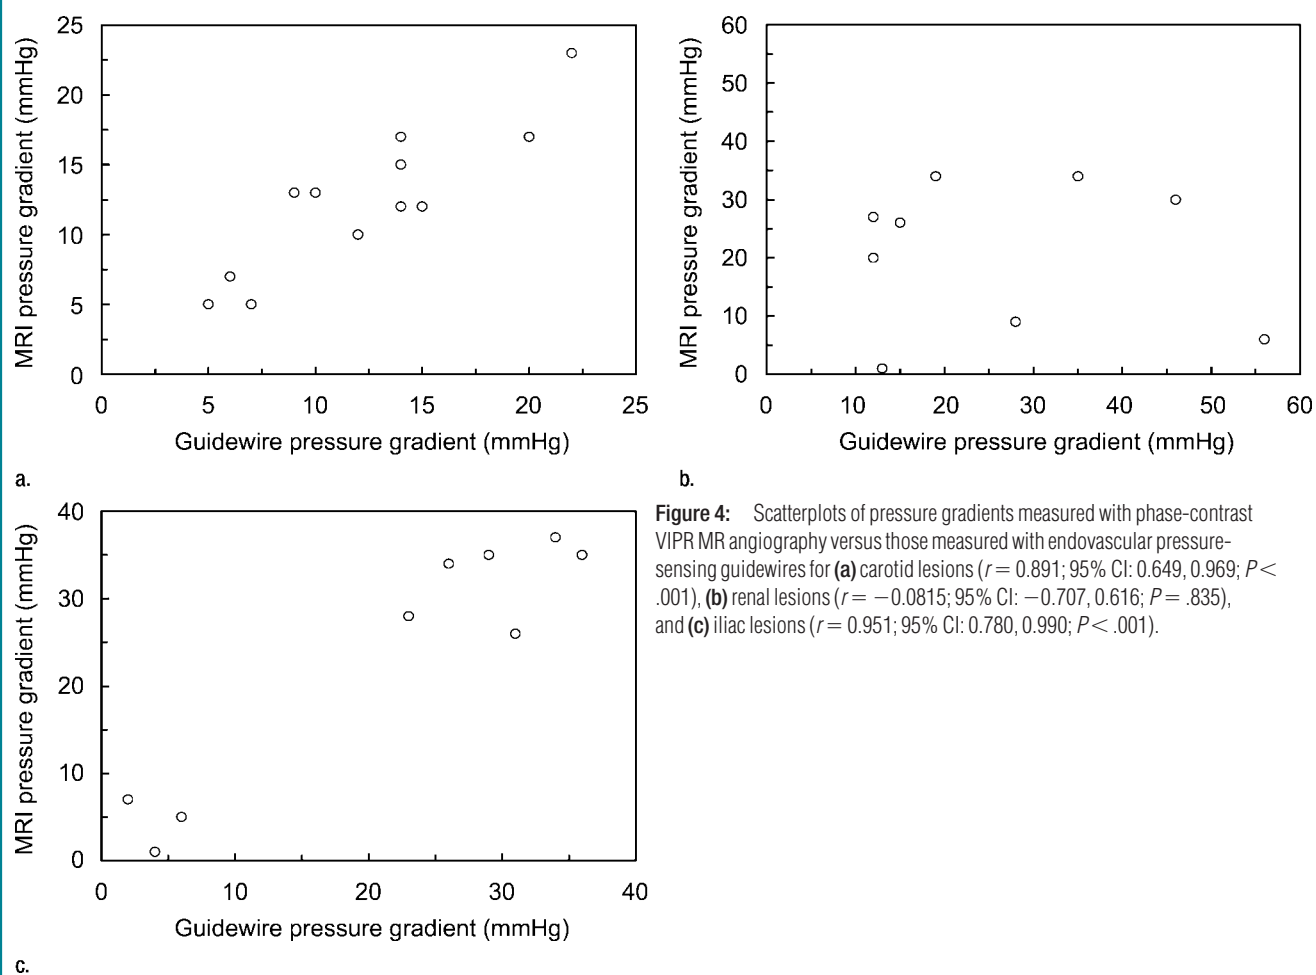 25
20
15
10
5
0
MRI pressure gradient (mmHg)
0 5 10 15 20 25
Guidewire pressure gradient (mmHg)
a.
60
50
40
30
20
10
0
MRI pressure gradient (mmHg)
0 10 20 30 40 50 60
Guidewire pressure gradient (mmHg)
b.
40
30
20
10
0
MRI pressure gradient (mmHg)
0 10 20 30 40
Guidewire pressure gradient (mmHg)
c.
Figure 4: Scatterplots of pressure gradients measured with phase-contrast
VIPR MR angiography versus those measured with endovascular pressure-
sensing guidewires for (a) carotid lesions (r = 0.891; 95% CI: 0.649, 0.969; P <
.001), (b) renal lesions (r = −0.0815; 95% CI: −0.707, 0.616; P = .835),
and (c) iliac lesions (r = 0.951; 95% CI: 0.780, 0.990; P < .001).